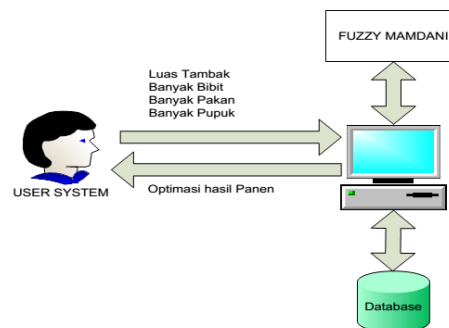 FUZZY MAMDANI
Luas Tambak
Banyak Bibit
Banyak Pakan
Banyak Pupuk
USER SYSTEM
Optimasi hasil Panen
Database